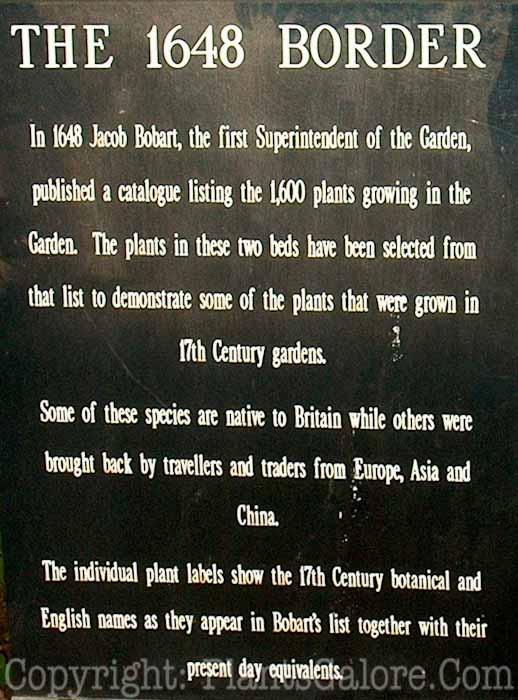 THE 1648 BORDER
In 1648 Jacob Bobart, the first Superintendent of the Garden,
published a catalogue listing the 1,600 plants growing in the
Garden. The plants in these two beds have been selected from
that list to demonstrate some of the plants that were grown in
17th Century gardens.
Some of these species are native to Britain while others were
brought back by travellers and traders from Europe, Asia and
China.
The individual plant labels show the 17th Century botanical and
English names as they appear in Bobart's list together with their
present day equivalents.
Copyright: PlantsGalore.Com